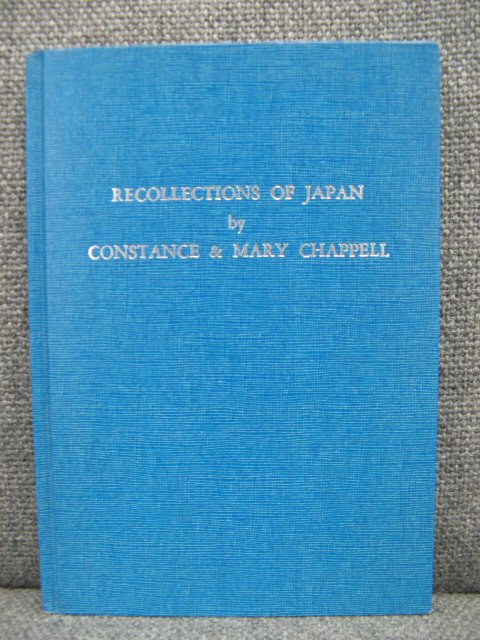 RECOLLECTIONS OF JAPAN
by
CONSTANCE & MARY CHAPPELL